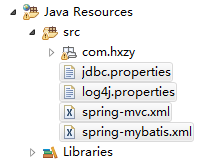 Java Resources
src
com.hxzy
jdbc.properties
log4j.properties
spring-mvc.xml
spring-mybatis.xml
Libraries